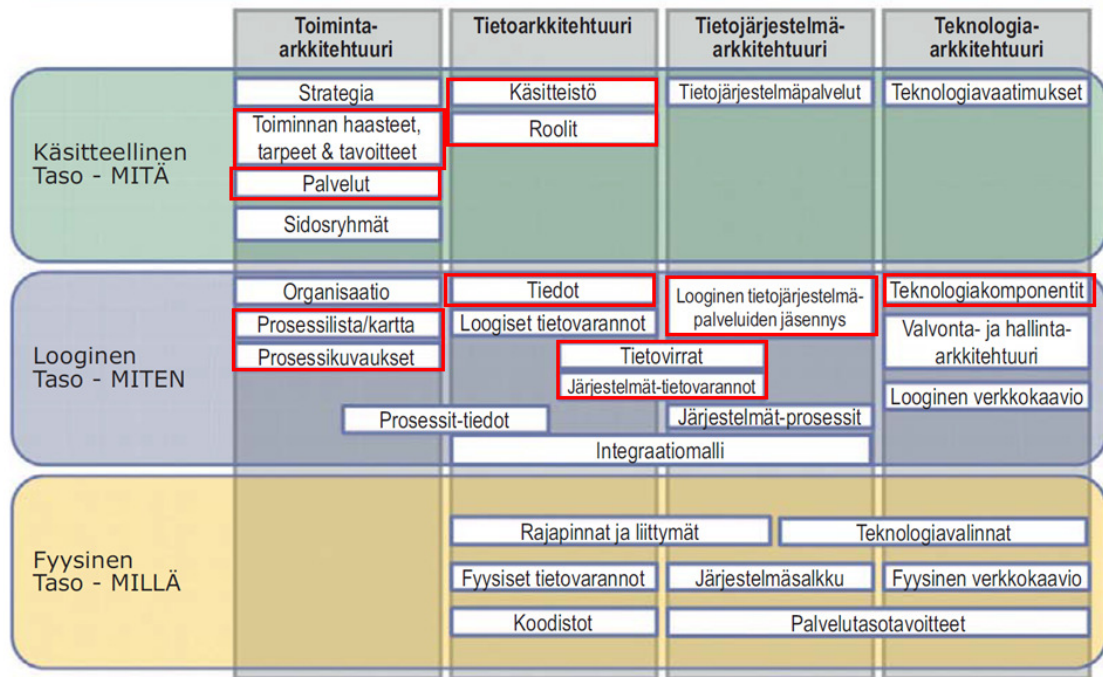 Toiminta-
arkkitehtuuri
Tietoarkkitehtuuri
Tietojärjestelmä-
arkkitehtuuri
Teknologia-
arkkitehtuuri
Käsitteellinen
Taso - MITÄ
Strategia
Käsitteistö
Tietojärjestelmäpalvelut
Teknologiavaatimukset
Toiminnan haasteet,
tarpeet & tavoitteet
Roolit
Palvelut
Sidosryhmät
Looginen
Taso - MITEN
Organisaatio
Tiedot
Looginen tietojärjestelmä-
palveluiden jäsennys
Teknologiakomponentit
Prosessilista/kartta
Loogiset tietovarannot
Valvonta- ja hallinta-
arkkitehtuuri
Prosessikuvaukset
Tietovirrat
Järjestelmät-tietovarannot
Looginen verkkokaavio
Prosessit-tiedot
Järjestelmät-prosessit
Integraatiomalli
Fyysinen
Taso - MILLÄ
Rajapinnat ja liittymät
Teknologiavalinnat
Fyysiset tietovarannot
Järjestelmäsalkku
Fyysinen verkkokaavio
Koodistot
Palvelutasotavoitteet